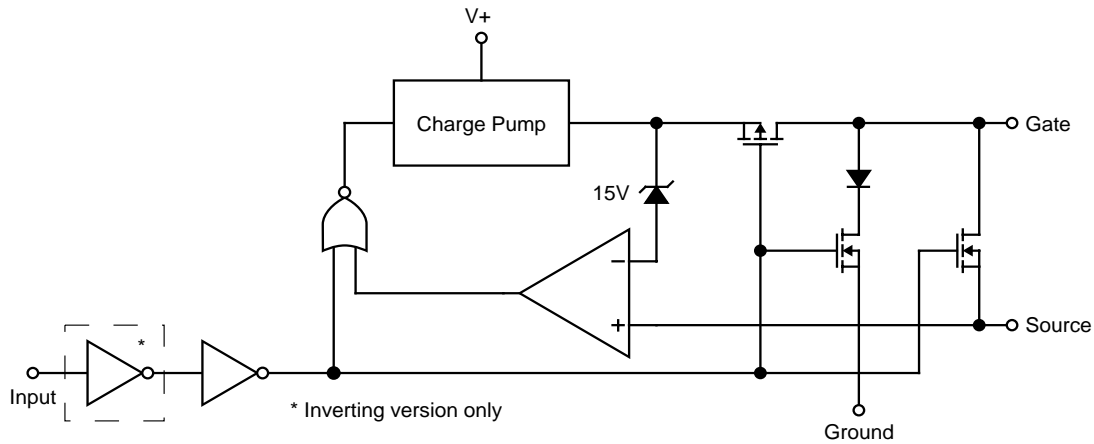 V+
Charge Pump
Gate
15V
−
+
Source
*
Input
* Inverting version only
Ground